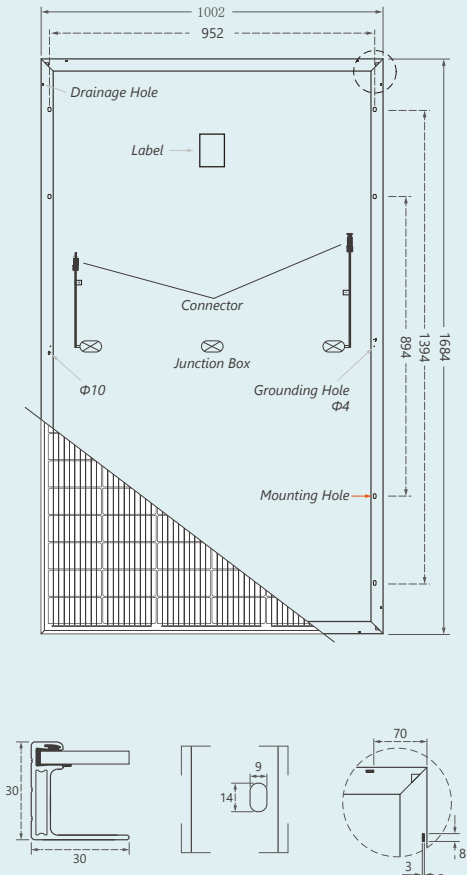 1002
952
Drainage Hole
Label
Connector
Junction Box
Φ10
Grounding Hole
Φ4
894
1394
1684
Mounting Hole
30
30
9
14
70
8
3